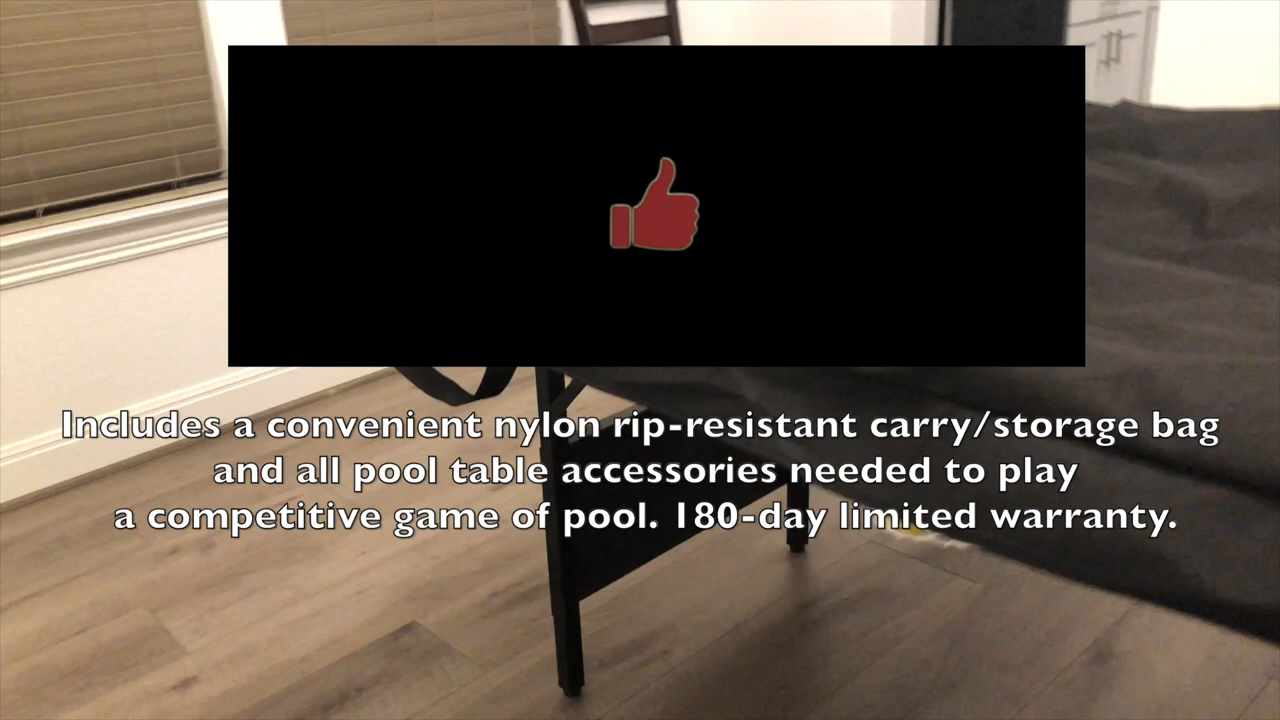 Includes a convenient nylon rip-resistant carry/storage bag
and all pool table accessories needed to play
a competitive game of pool. 180-day limited warranty.